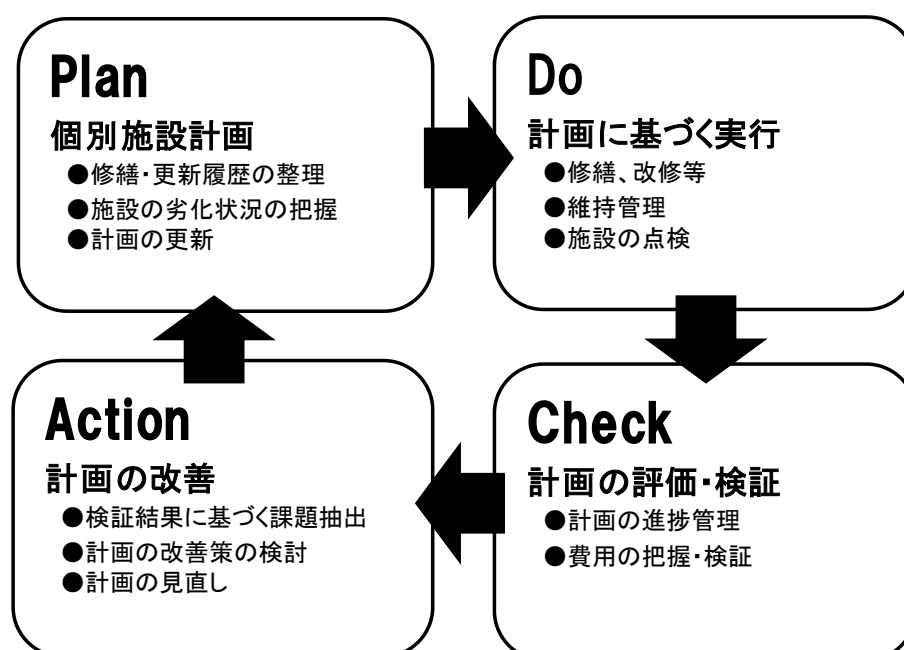 Plan
個別施設計画
●修繕・更新履歴の整理
●施設の劣化状況の把握
●計画の更新
Do
計画に基づく実行
●修繕、改修等
●維持管理
●施設の点検
Action
計画の改善
●検証結果に基づく課題抽出
●計画の改善策の検討
●計画の見直し
Check
計画の評価・検証
●計画の進捗管理
●費用の把握・検証